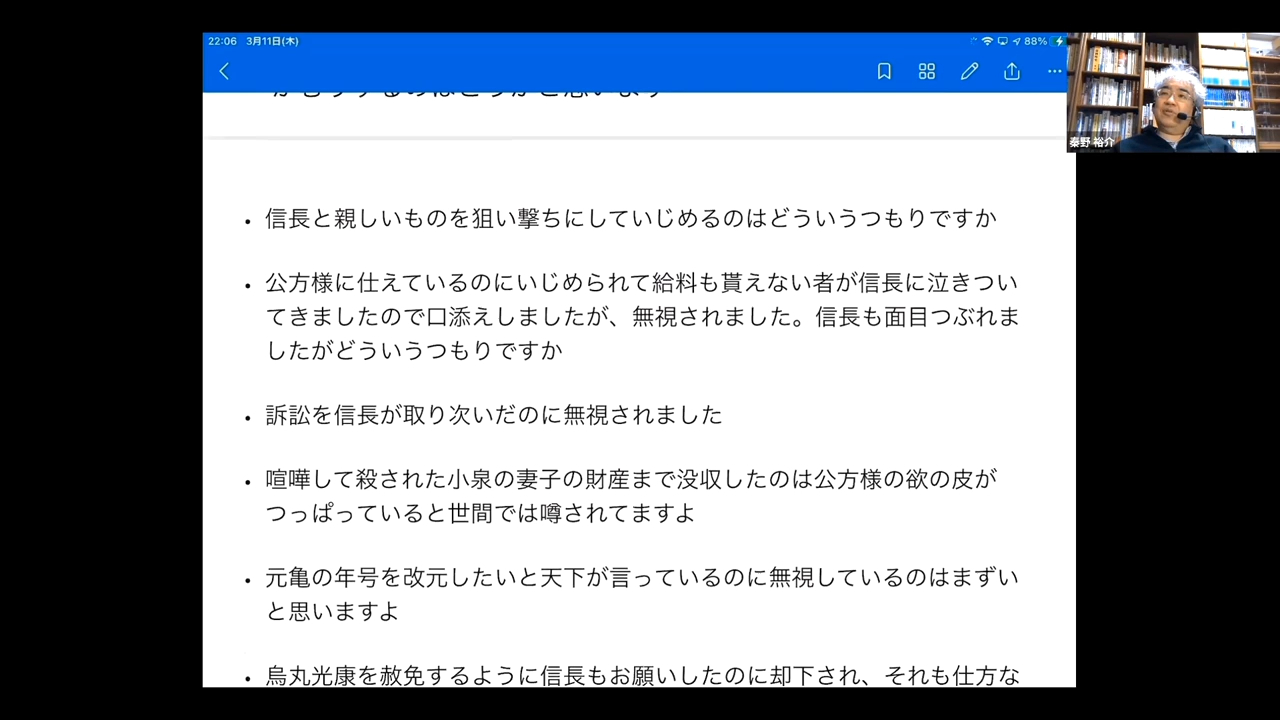 22:06 3月11日(木)
88%
秦野 裕介
・信長と親しいものを狙い撃ちにしていじめるのはどういうつもりですか
・公方様に仕えているのにいじめられて給料も貰えない者が信長に泣きつい
てきましたので口添えしましたが、無視されました。信長も面目つぶれま
したがどういうつもりですか
・訴訟を信長が取り次いだのに無視されました
・喧嘩して殺された小泉の妻子の財産まで没収したのは公方様の欲の皮が
つっぱっていると世間では噂されてますよ
・元亀の年号を改元したいと天下が言っているのに無視しているのはまずい
と思いますよ
・烏丸光康を赦免するように信長もお願いしたのに却下され、それも仕方な